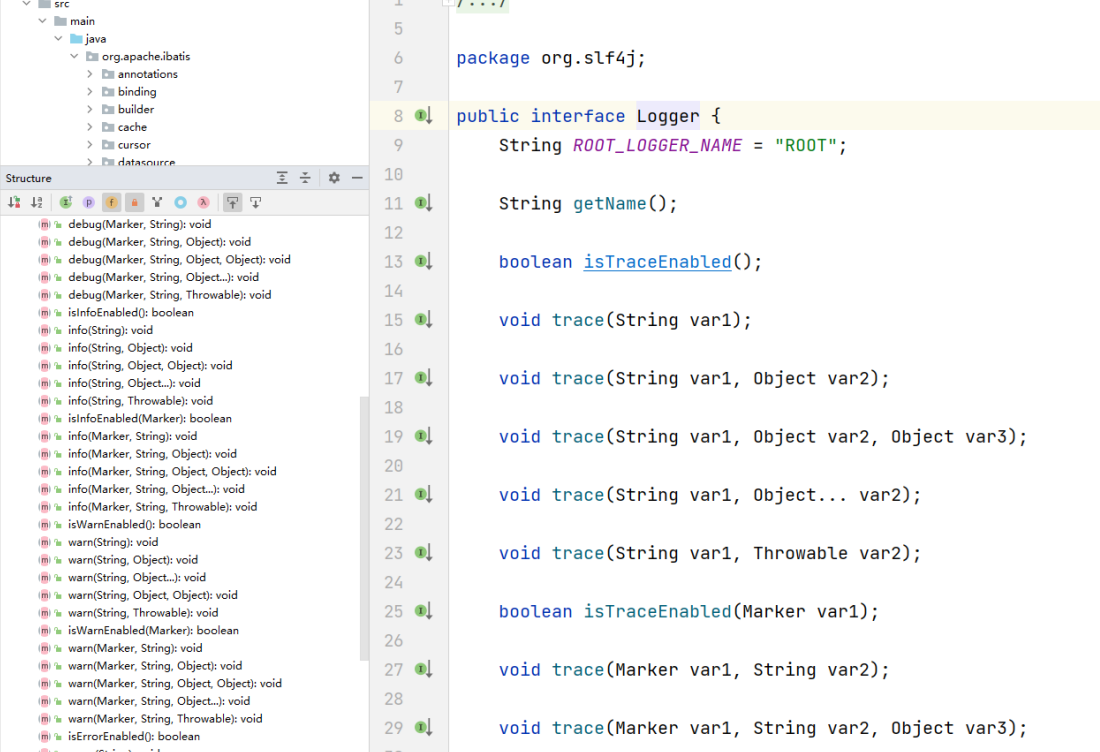 src
main
java
org.apache.ibatis
annotations
binding
builder
cache
cursor
datasource
Structure
debug(Marker, String): void
debug(Marker, String, Object): void
debug(Marker, String, Object, Object): void
debug(Marker, String, Object...): void
debug(Marker, String, Throwable): void
isInfoEnabled(): boolean
info(String): void
info(String, Object): void
info(String, Object, Object): void
info(String, Object...): void
info(String, Throwable): void
isInfoEnabled(Marker): boolean
info(Marker, String): void
info(Marker, String, Object): void
info(Marker, String, Object, Object): void
info(Marker, String, Object...): void
info(Marker, String, Throwable): void
isWarnEnabled(): boolean
warn(String): void
warn(String, Object): void
warn(String, Object...): void
warn(String, Object, Object): void
warn(String, Throwable): void
isWarnEnabled(Marker): boolean
warn(Marker, String): void
warn(Marker, String, Object): void
warn(Marker, String, Object, Object): void
warn(Marker, String, Object...): void
warn(Marker, String, Throwable): void
isErrorEnabled(): boolean
1 /.../
5
6 package org.slf4j;
7
8 public interface Logger {
9 String ROOT_LOGGER_NAME = "ROOT";
10
11 String getName();
12
13 boolean isTraceEnabled();
14
15 void trace(String var1);
16
17 void trace(String var1, Object var2);
18
19 void trace(String var1, Object var2, Object var3);
20
21 void trace(String var1, Object... var2);
22
23 void trace(String var1, Throwable var2);
24
25 boolean isTraceEnabled(Marker var1);
26
27 void trace(Marker var1, String var2);
28
29 void trace(Marker var1, String var2, Object var3);